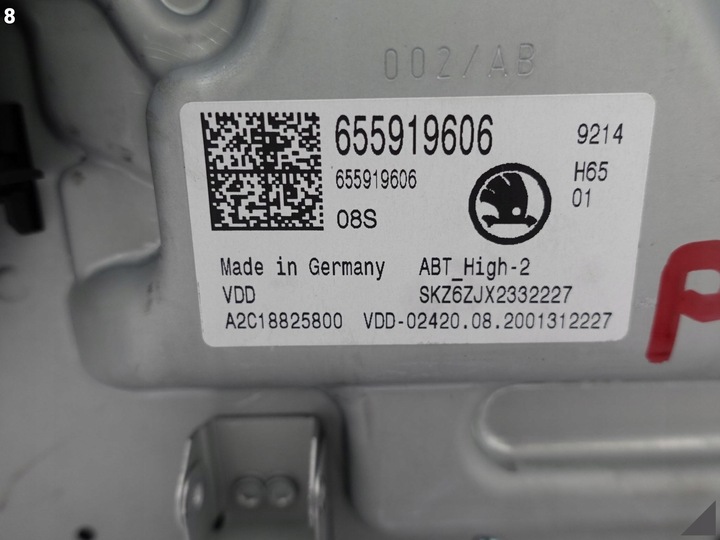 8
002/AB
655919606
9214
655919606
H65
01
08S
Made in Germany ABT_High-2
VDD SKZ6ZJX2332227
A2C18825800 VDD-02420.08.2001312227